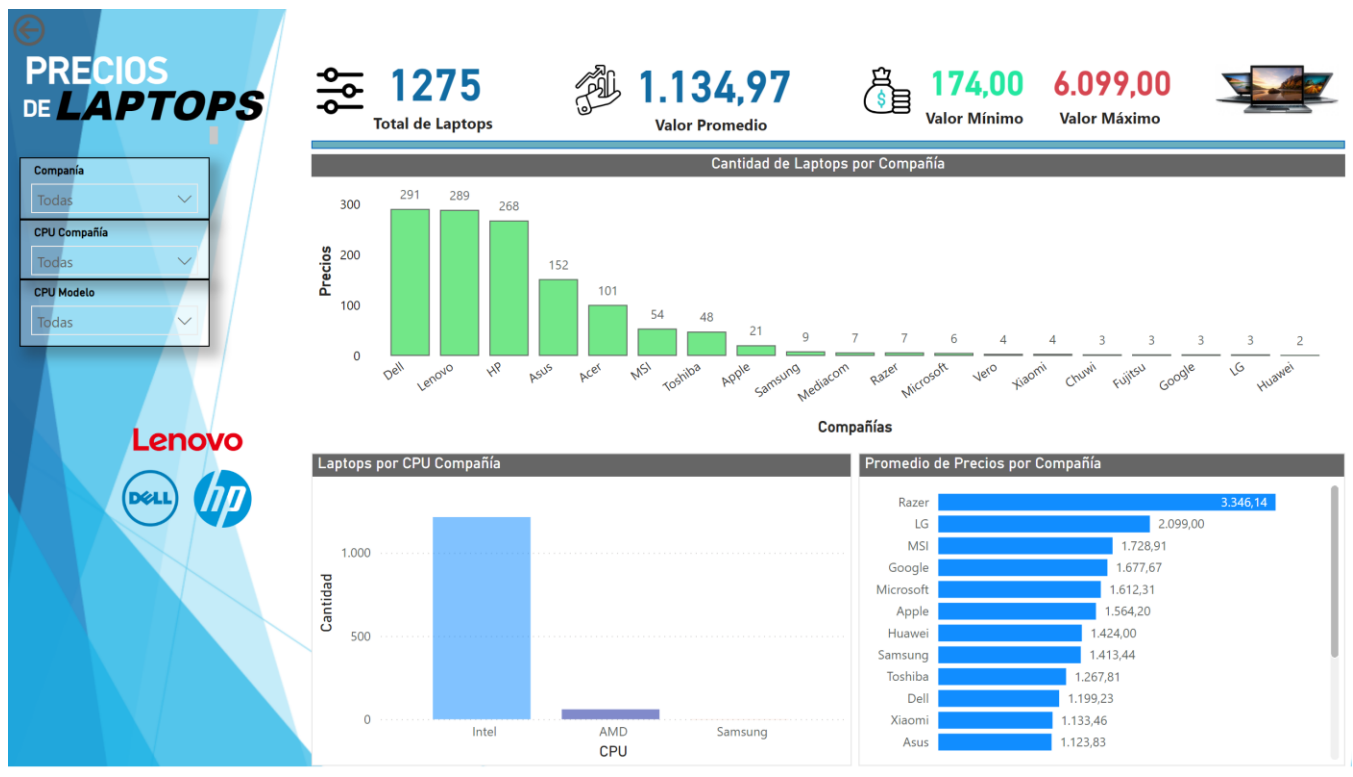 PRECIOS
DE LAPTOPS
Companía
Todas
CPU Compañía
Todas
CPU Modelo
Todas
Lenovo
DELL
hp
1275
Total de Laptops
1.134,97
Valor Promedio
174,00
Valor Mínimo
6.099,00
Valor Máximo
$
Cantidad de Laptops por Compañía
Precios
300
200
100
0
291
289
268
152
101
54
48
21
9
7
7
6
4
4
3
3
3
3
2
Dell
Lenovo
HP
Asus
Acer
MSI
Toshiba
Apple
Samsung
Mediacom
Razer
Microsoft
Vero
Xiaomi
Chuwi
Fujitsu
Google
LG
Huawei
Compañías
Laptops por CPU Compañía
Cantidad
1.000
500
0
Intel
AMD
Samsung
CPU
Promedio de Precios por Compañía
Razer 3.346,14
LG 2.099,00
MSI 1.728,91
Google 1.677,67
Microsoft 1.612,31
Apple 1.564,20
Huawei 1.424,00
Samsung 1.413,44
Toshiba 1.267,81
Dell 1.199,23
Xiaomi 1.133,46
Asus 1.123,83